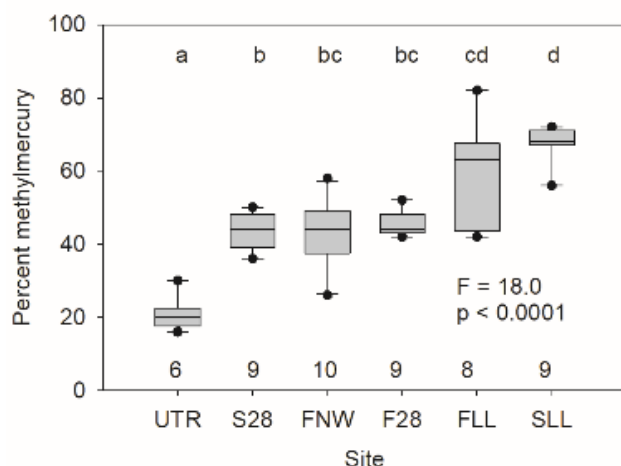 100
a b bc bc cd d
80
60
40
20
0
Percent methylmercury
F = 18.0
p < 0.0001
6 9 10 9 8 9
UTR S28 FNW F28 FLL SLL
Site